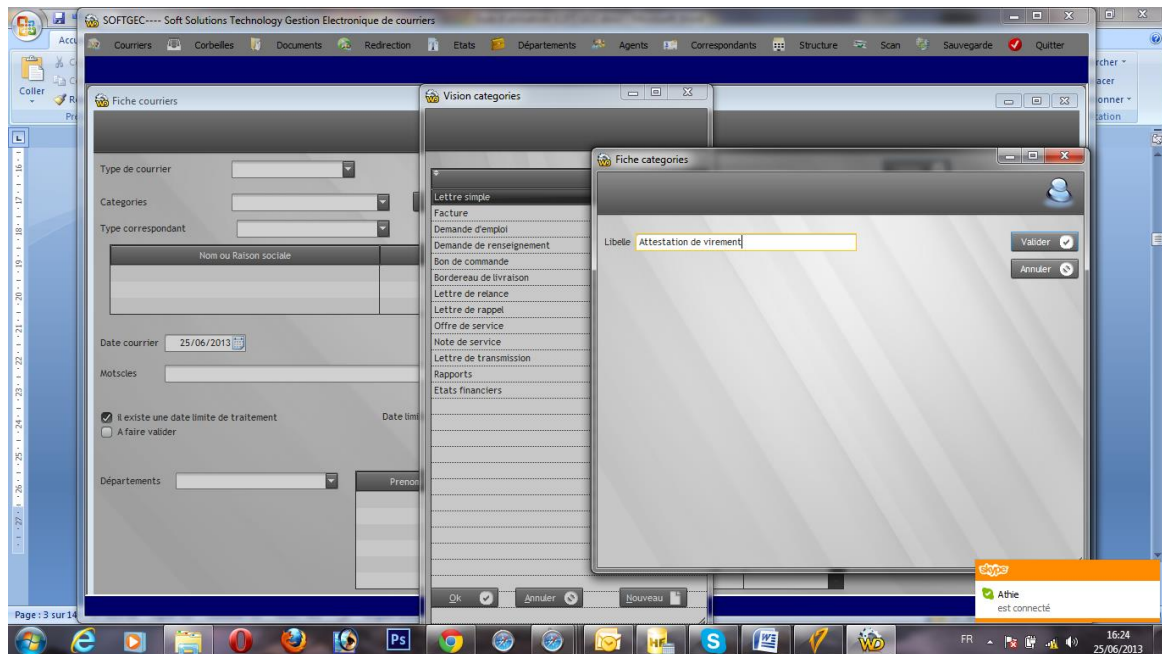 SOFTGEC---- Soft Solutions Technology Gestion Electronique de courriers
Courriers Corbeilles Documents Redirection Etats Départements Agents Correspondants Structure Scan Sauvegarde Quitter
Coller
Fiche courriers
Type de courrier
Categories
Type correspondant
Nom ou Raison sociale
Date courrier 25/06/2013
Motscles
Il existe une date limite de traitement
A faire valider
Départements
Vision categories
Lettre simple
Facture
Demande d'emploi
Demande de renseignement
Bon de commande
Bordereau de livraison
Lettre de relance
Lettre de rappel
Offre de service
Note de service
Lettre de transmission
Rapports
Etats financiers
Ok Annuler Nouveau
Fiche categories
Libelle Attestation de virement
Valider
Annuler
skype
Athie
est connecté
Page : 3 sur 14
FR 16:24
25/06/2013